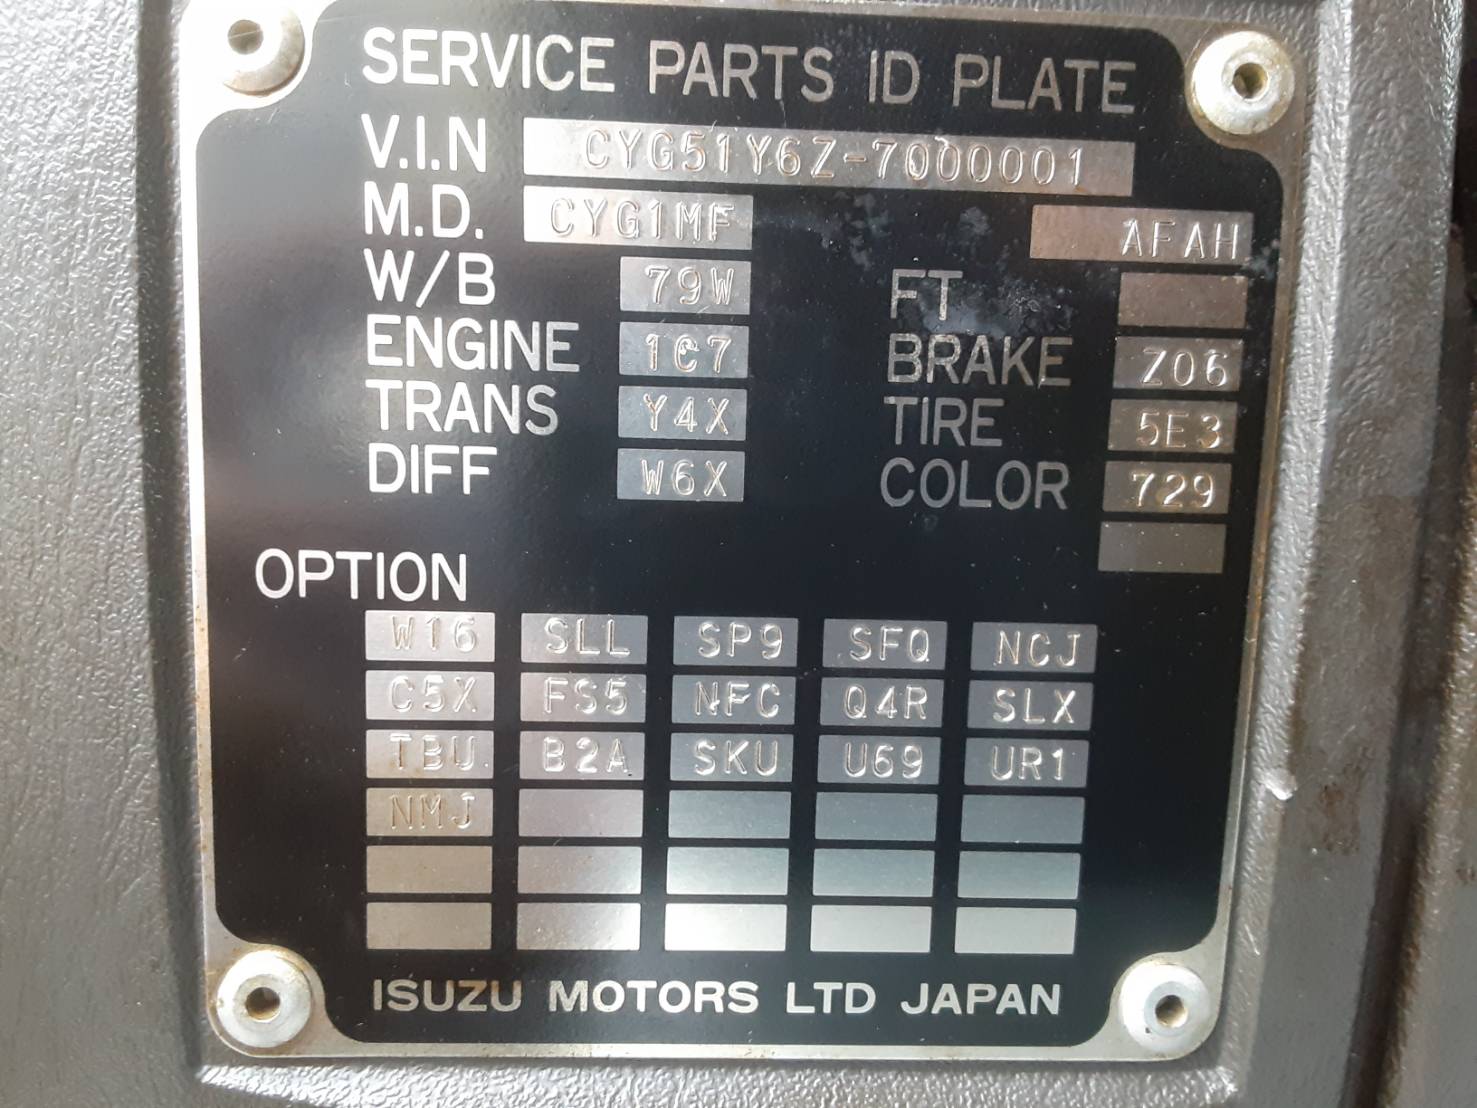 SERVICE PARTS ID PLATE
V.I.N CYG51Y6Z-7000001
M.D. CYG1MF AFAH
W/B 79W FT
ENGINE 1C7 BRAKE Z06
TRANS Y4X TIRE 5E3
DIFF W6X COLOR 729
OPTION
W16 SLL SP9 SFQ NCJ
C5X FS5 NFC Q4R SLX
TBU B2A SKU U69 UR1
NMJ
ISUZU MOTORS LTD JAPAN